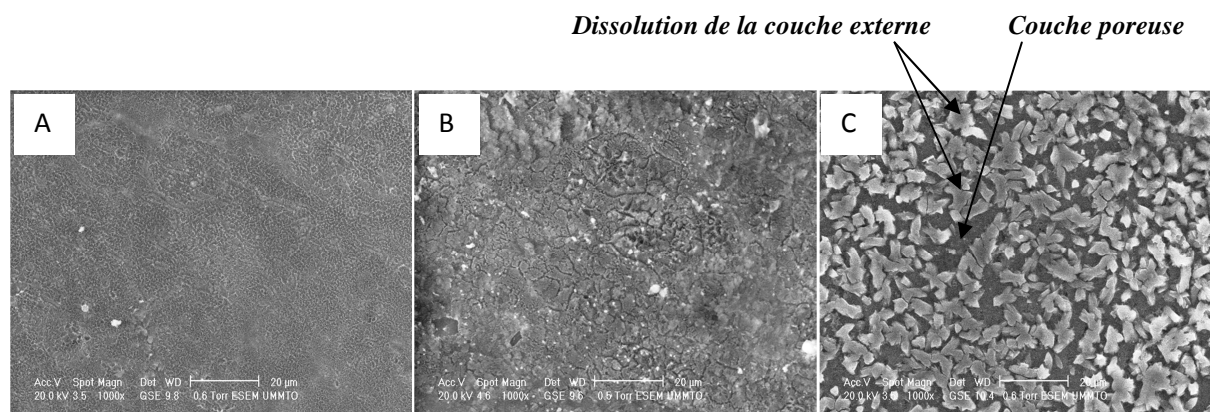 Dissolution de la couche externe Couche poreuse
A
B
C
Acc.V Spot Magn Det WD 20 µm
20.0 kV 3.5 1000x GSE 9.8 0.6 Torr ESEM UMMTO
Acc.V Spot Magn Det WD 20 µm
20.0 kV 4.6 1000x GSE 9.6 0.5 Torr ESEM UMMTO
Acc.V Spot Magn Det WD 20 µm
20.0 kV 1000x GSE 10.4 0.6 Torr ESEM UMMTO